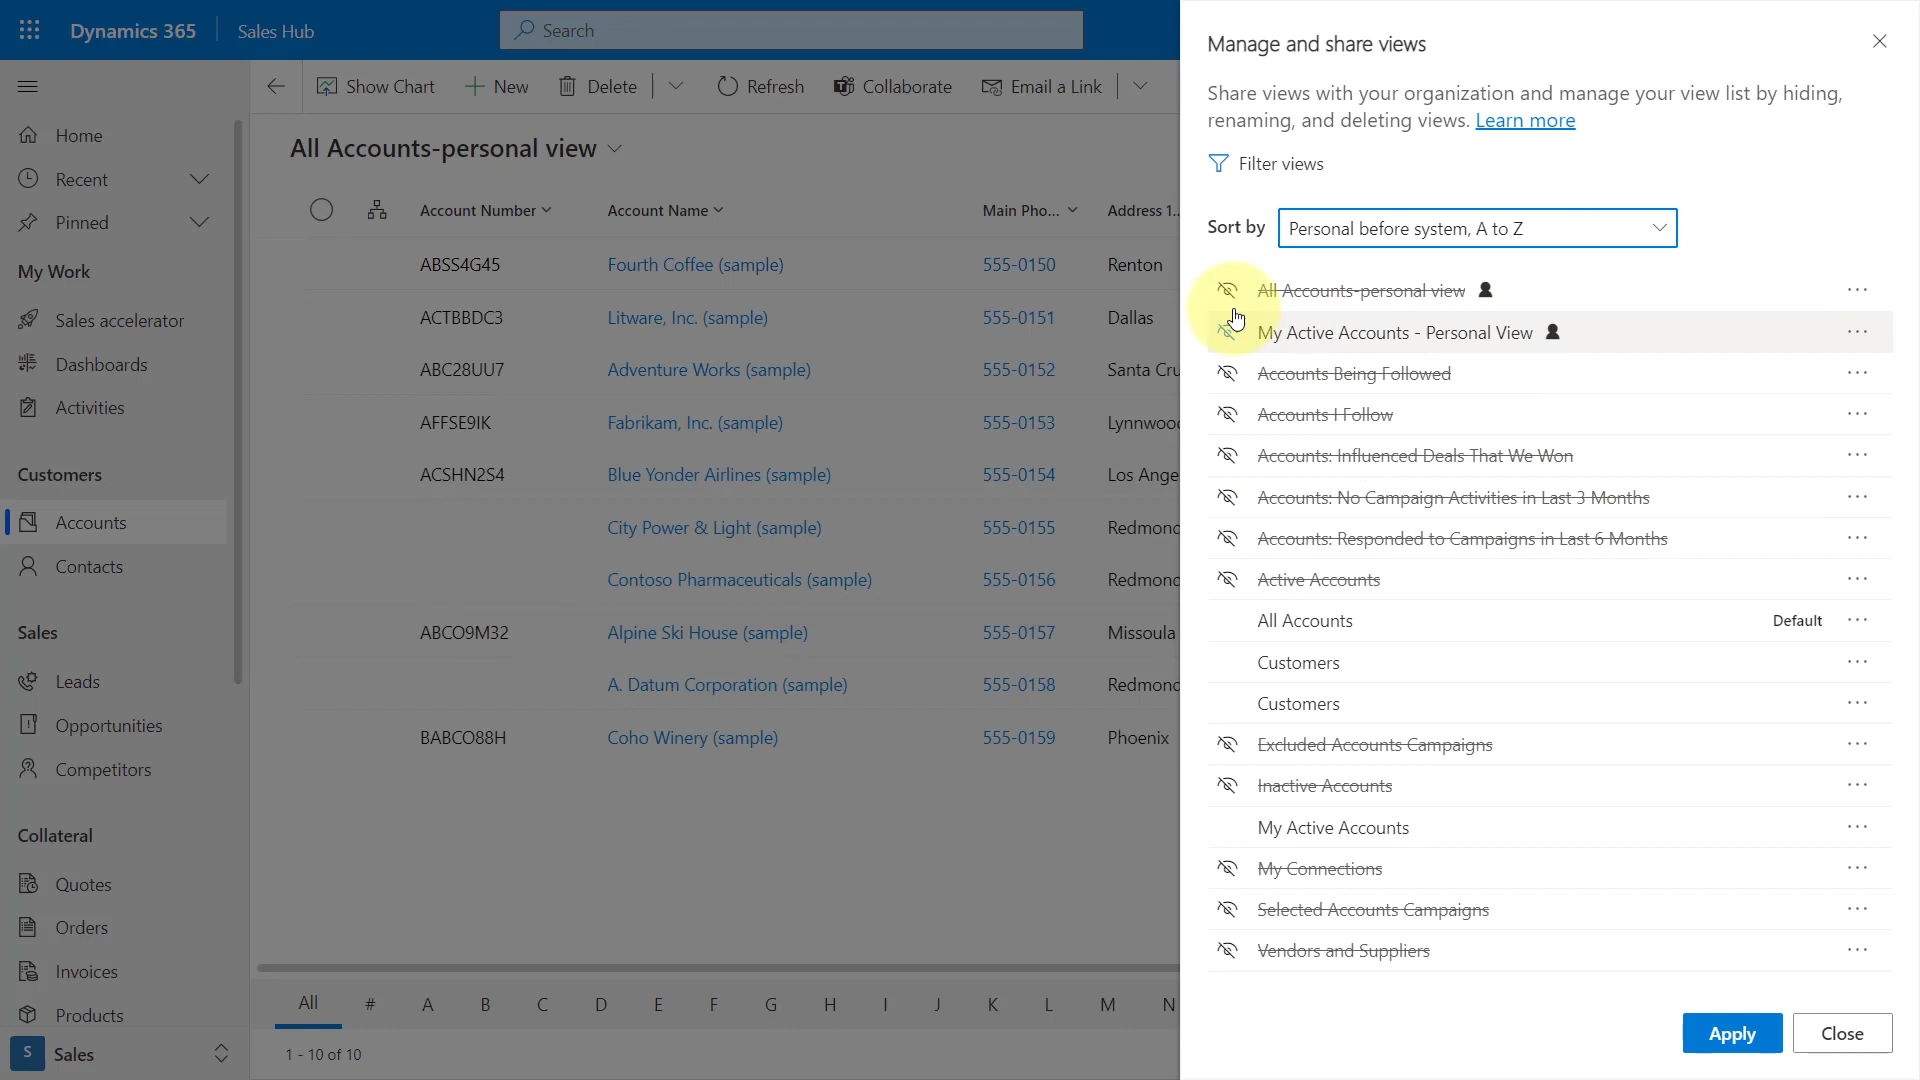 Dynamics 365
Sales Hub
Search
Home
Recent
Pinned
My Work
Sales accelerator
Dashboards
Activities
Customers
Accounts
Contacts
Sales
Leads
Opportunities
Competitors
Collateral
Quotes
Orders
Invoices
Products
S Sales
Show Chart New Delete Refresh Collaborate Email a Link
All Accounts-personal view
Account Number Account Name Main Pho... Address 1...
ABSS4G45 Fourth Coffee (sample) 555-0150 Renton
ACTBBDC3 Litware, Inc. (sample) 555-0151 Dallas
ABC28UU7 Adventure Works (sample) 555-0152 Santa Cru
AFFSE9IK Fabrikam, Inc. (sample) 555-0153 Lynnwood
ACSHN2S4 Blue Yonder Airlines (sample) 555-0154 Los Ange
City Power & Light (sample) 555-0155 Redmond
Contoso Pharmaceuticals (sample) 555-0156 Redmond
ABCO9M32 Alpine Ski House (sample) 555-0157 Missoula
A. Datum Corporation (sample) 555-0158 Redmond
BABCO88H Coho Winery (sample) 555-0159 Phoenix
All # A B C D E F G H I J K L M N
1 - 10 of 10
Manage and share views
Share views with your organization and manage your view list by hiding,
renaming, and deleting views. Learn more
Filter views
Sort by Personal before system, A to Z
All Accounts-personal view
My Active Accounts - Personal View
Accounts Being Followed
Accounts I Follow
Accounts: Influenced Deals That We Won
Accounts: No Campaign Activities in Last 3 Months
Accounts: Responded to Campaigns in Last 6 Months
Active Accounts
All Accounts Default
Customers
Customers
Excluded Accounts Campaigns
Inactive Accounts
My Active Accounts
My Connections
Selected Accounts Campaigns
Vendors and Suppliers
Apply Close